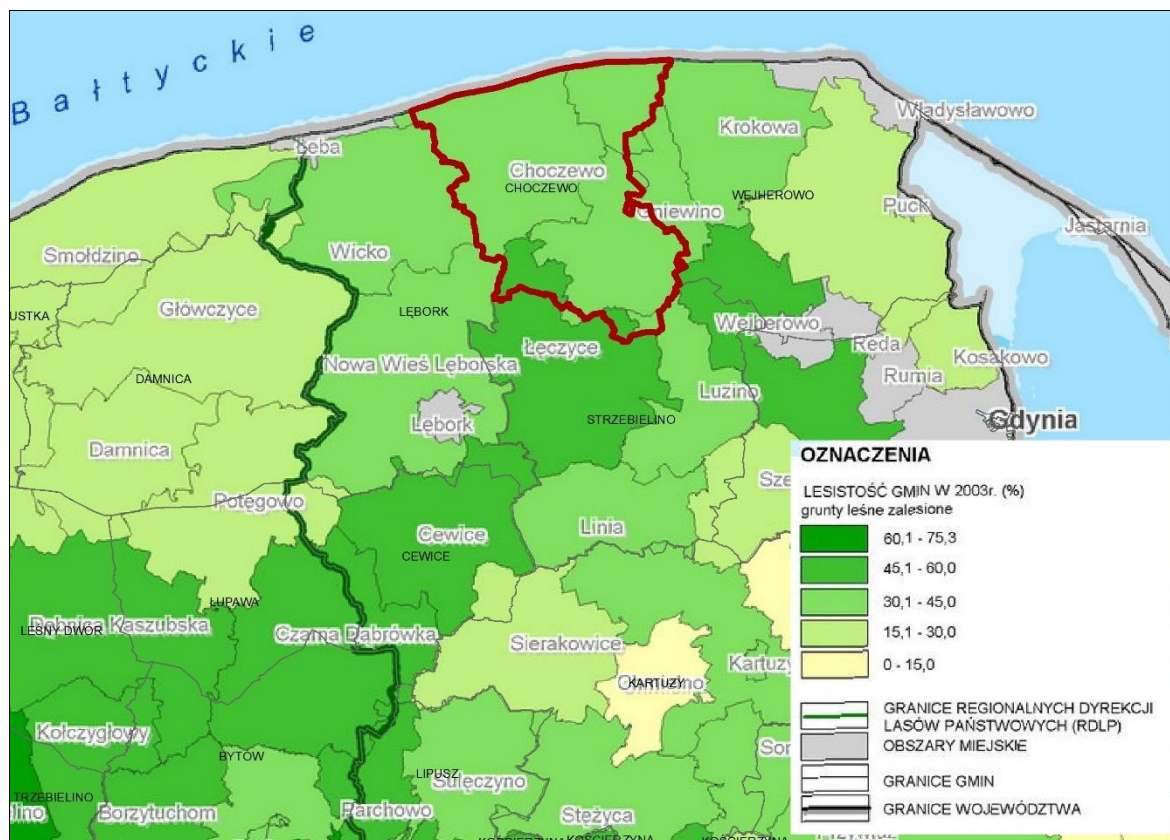 Bałtyckie
Władysławowo
Krokowa
Łeba
Choczewo
CHOCZEWO
WEJHEROWO
Puck
Gniewino
Jastarnia
Wicko
Smołdzino
Główczyce
USTKA
LĘBORK
Wejherowo
Łęczyce
Reda
Kosakowo
Nowa Wieś Lęborska
Rumia
DAMNICA
Luzino
Lębork
STRZEBIELINO
Gdynia
Damnica
Potęgowo
Sze
Linia
Cewice
CEWICE
ŁUPAWA
Dębnica Kaszubska
LEŚNY DWÓR
Czarna Dąbrówka
Sierakowice
Kartuzy
KARTUZY
Kołczygłowy
BYTÓW
LIPUSZ
Sulęczyno
TRZEBIELINO
elino
Borzytuchom
Parchowo
Stężyca
OZNACZENIA
LESISTOŚĆ GMIN W 2003r. (%)
grunty leśne zalesione
60,1 - 75,3
45,1 - 60,0
30,1 - 45,0
15,1 - 30,0
0 - 15,0
GRANICE REGIONALNYCH DYREKCJI
LASÓW PAŃSTWOWYCH (RDLP)
OBSZARY MIEJSKIE
GRANICE GMIN
GRANICE WOJEWÓDZTWA